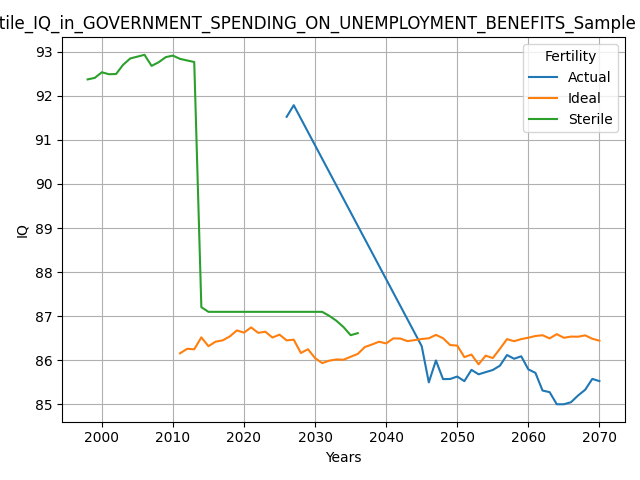 tile_IQ_in_GOVERNMENT_SPENDING_ON_UNEMPLOYMENT_BENEFITS_Sample
Fertility
Actual
Ideal
Sterile
93
92
91
90
89
88
87
86
85
IQ
2000 2010 2020 2030 2040 2050 2060 2070
Years